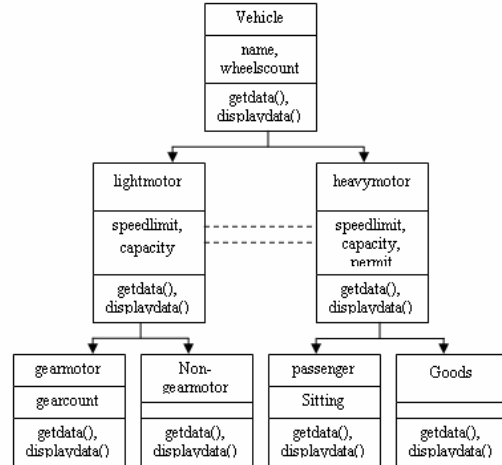 Vehicle
name,
wheelscount
getdata(),
displaydata()
lightmotor
speedlimit,
capacity
getdata(),
displaydata()
heavymotor
speedlimit,
capacity,
permit
getdata(),
displaydata()
gearmotor
gearcount
getdata(),
displaydata()
Non-
gearmotor
getdata(),
displaydata()
passenger
Sitting
getdata(),
displaydata()
Goods
getdata(),
displaydata()